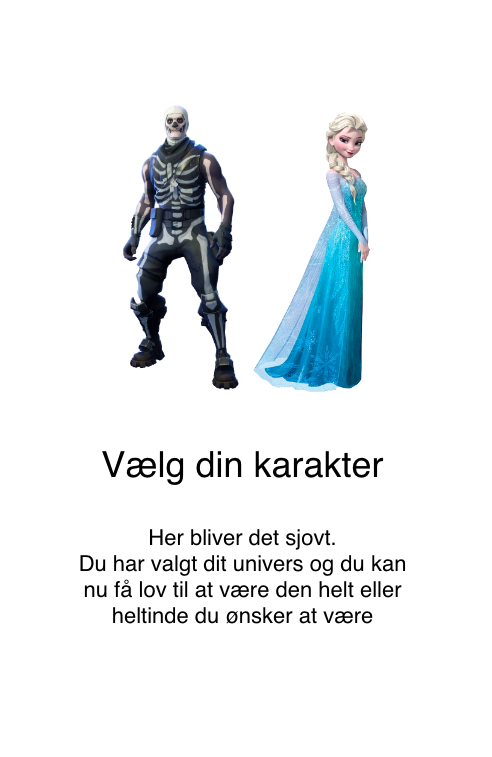 Vælg din karakter
Her bliver det sjovt.
Du har valgt dit univers og du kan
nu få lov til at være den helt eller
heltinde du ønsker at være